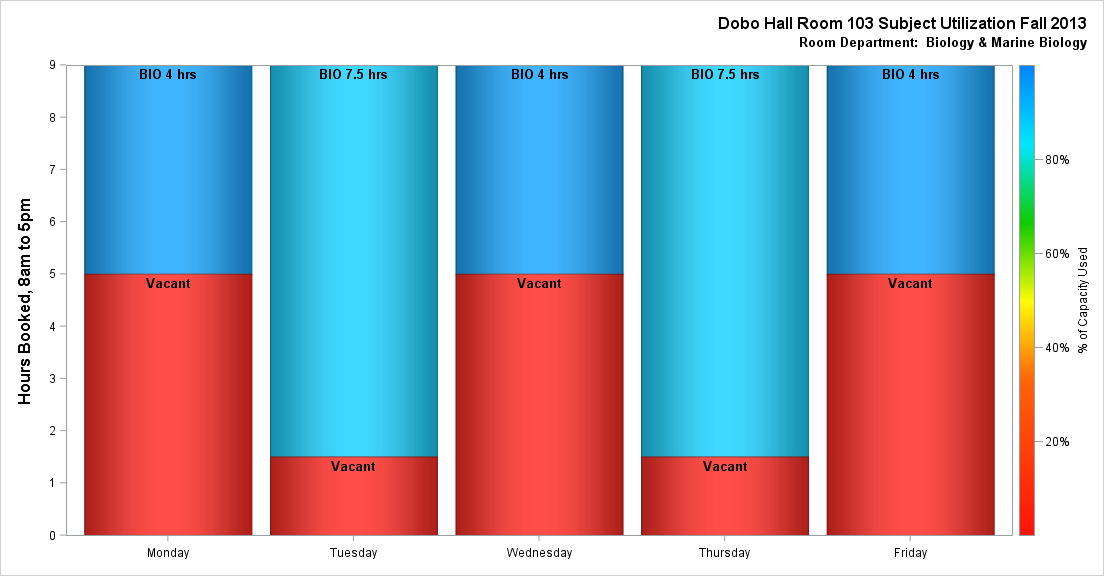 Dobo Hall Room 103 Subject Utilization Fall 2013
Room Department:  Biology & Marine Biology
Hours Booked, 8am to 5pm
9
8
7
6
5
4
3
2
1
0
BIO 4 hrs
BIO 7.5 hrs
BIO 4 hrs
BIO 7.5 hrs
BIO 4 hrs
Vacant
Vacant
Vacant
Vacant
Vacant
Monday
Tuesday
Wednesday
Thursday
Friday
80%
60%
40%
20%
% of Capacity Used